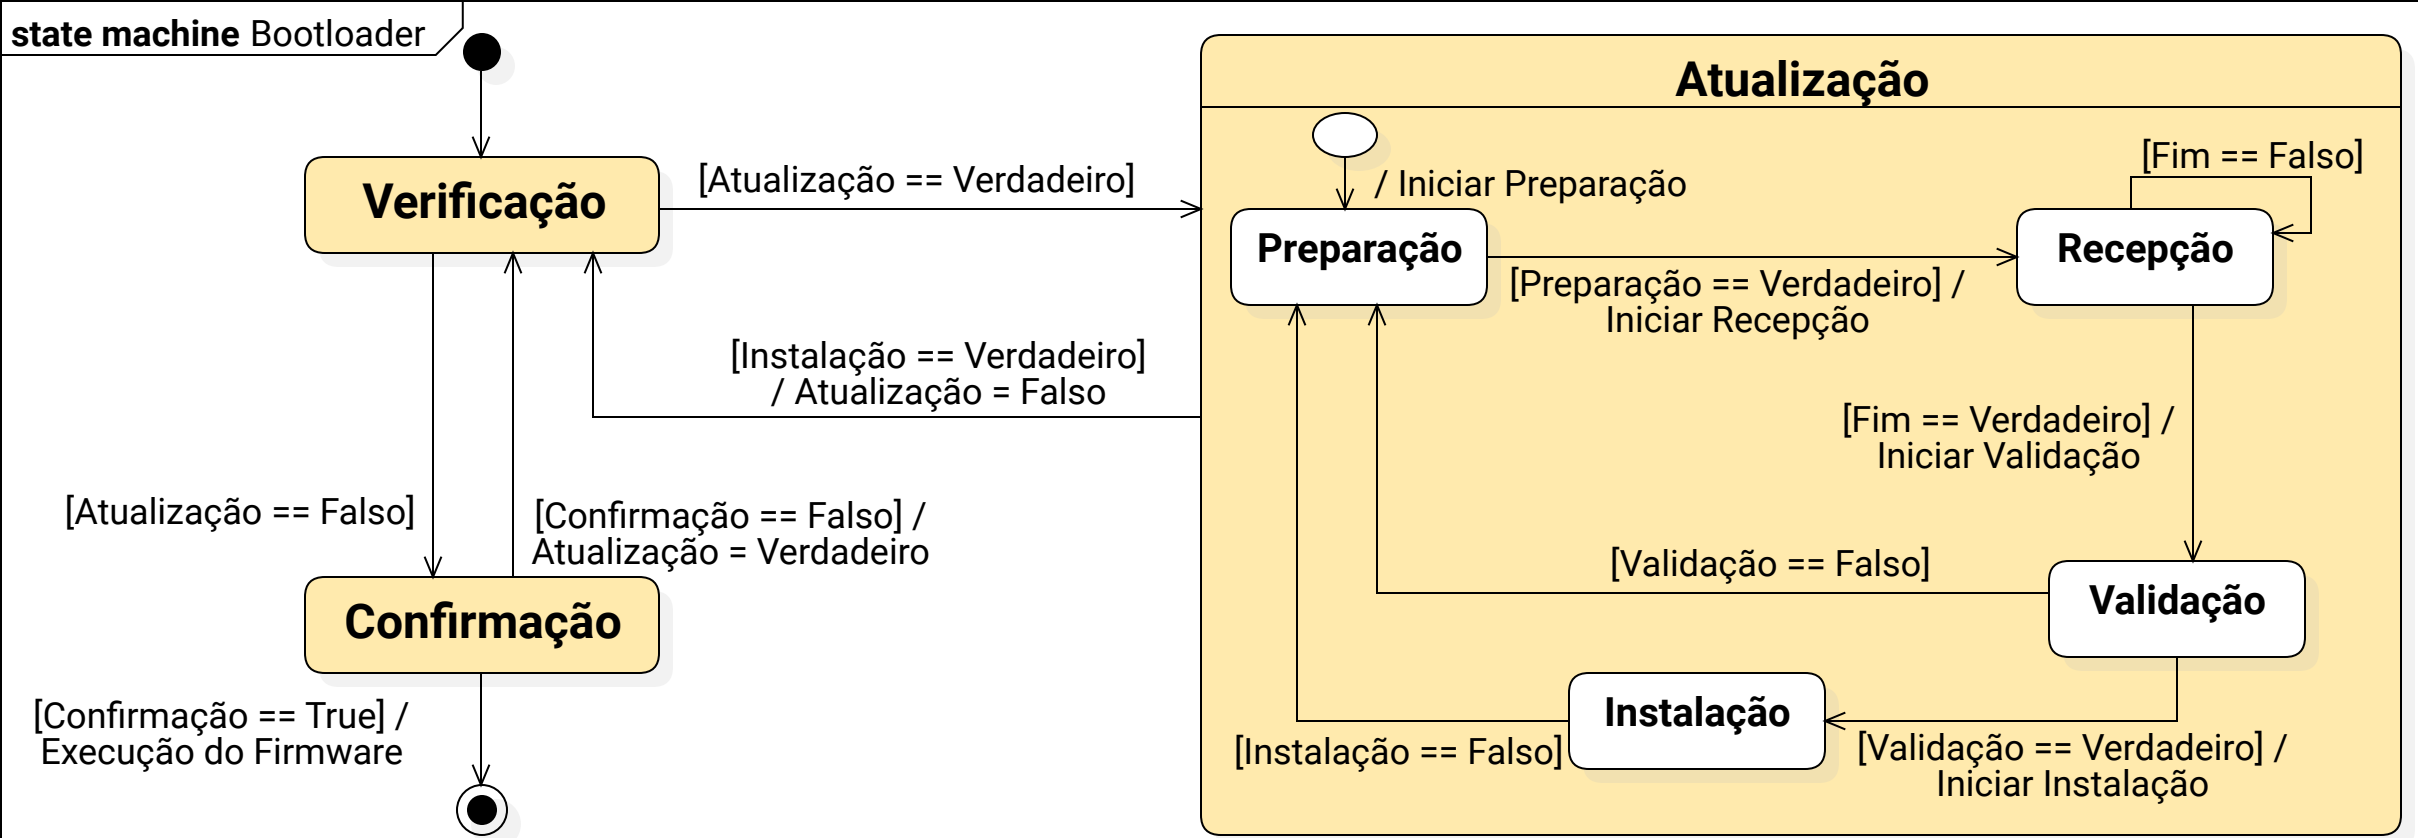 state machine Bootloader
Atualização
Verificação
[Atualização == Verdadeiro]
/ Iniciar Preparação
[Fim == Falso]
Preparação
Recepção
[Preparação == Verdadeiro] /
Iniciar Recepção
[Instalação == Verdadeiro]
/ Atualização = Falso
[Fim == Verdadeiro] /
Iniciar Validação
[Atualização == Falso]
[Confirmação == Falso] /
Atualização = Verdadeiro
[Validação == Falso]
Validação
Confirmação
Instalação
[Confirmação == True] /
Execução do Firmware
[Instalação == Falso]
[Validação == Verdadeiro] /
Iniciar Instalação